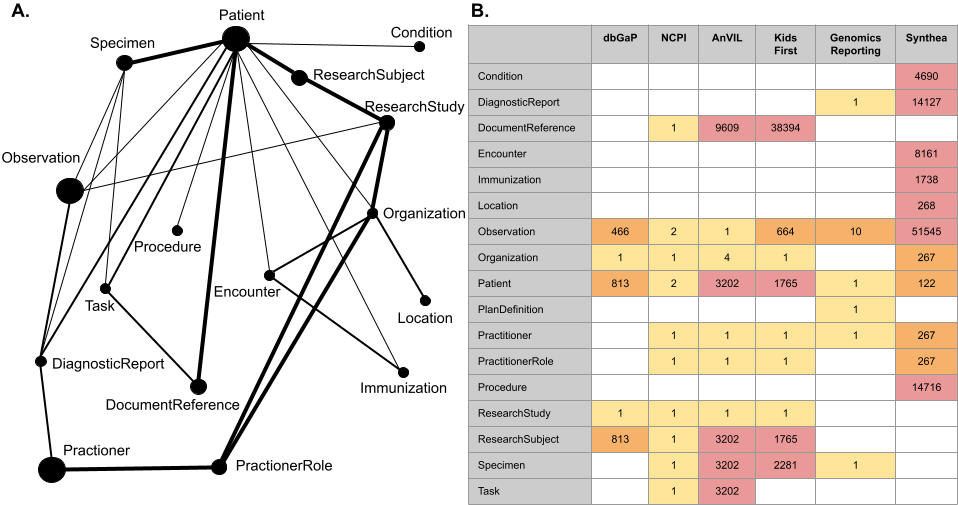 A.
Patient
Condition
Specimen
ResearchSubject
ResearchStudy
Observation
Organization
Procedure
Encounter
Task
Location
DiagnosticReport
Immunization
DocumentReference
Practioner
PractionerRole
B.
dbGaP NCPI AnVIL Kids First Genomics Reporting Synthea
Condition 4690
DiagnosticReport 1 14127
DocumentReference 1 9609 38394
Encounter 8161
Immunization 1738
Location 268
Observation 466 2 1 664 10 51545
Organization 1 1 4 1 267
Patient 813 2 3202 1765 1 122
PlanDefinition 1
Practitioner 1 1 1 1 267
PractitionerRole 1 1 1 267
Procedure 14716
ResearchStudy 1 1 1 1
ResearchSubject 813 1 3202 1765
Specimen 1 3202 2281 1
Task 1 3202